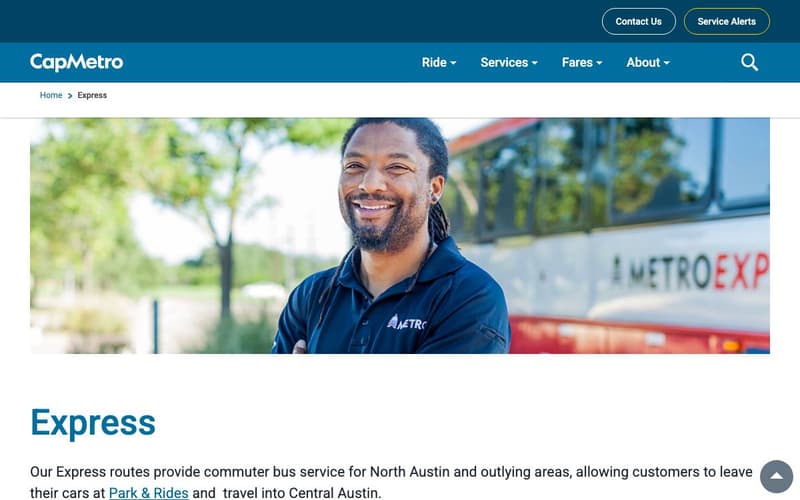 Contact Us
Service Alerts
CapMetro
Ride
Services
Fares
About
Home > Express
METRO
METROEXP
Express
Our Express routes provide commuter bus service for North Austin and outlying areas, allowing customers to leave
their cars at Park & Rides and travel into Central Austin.